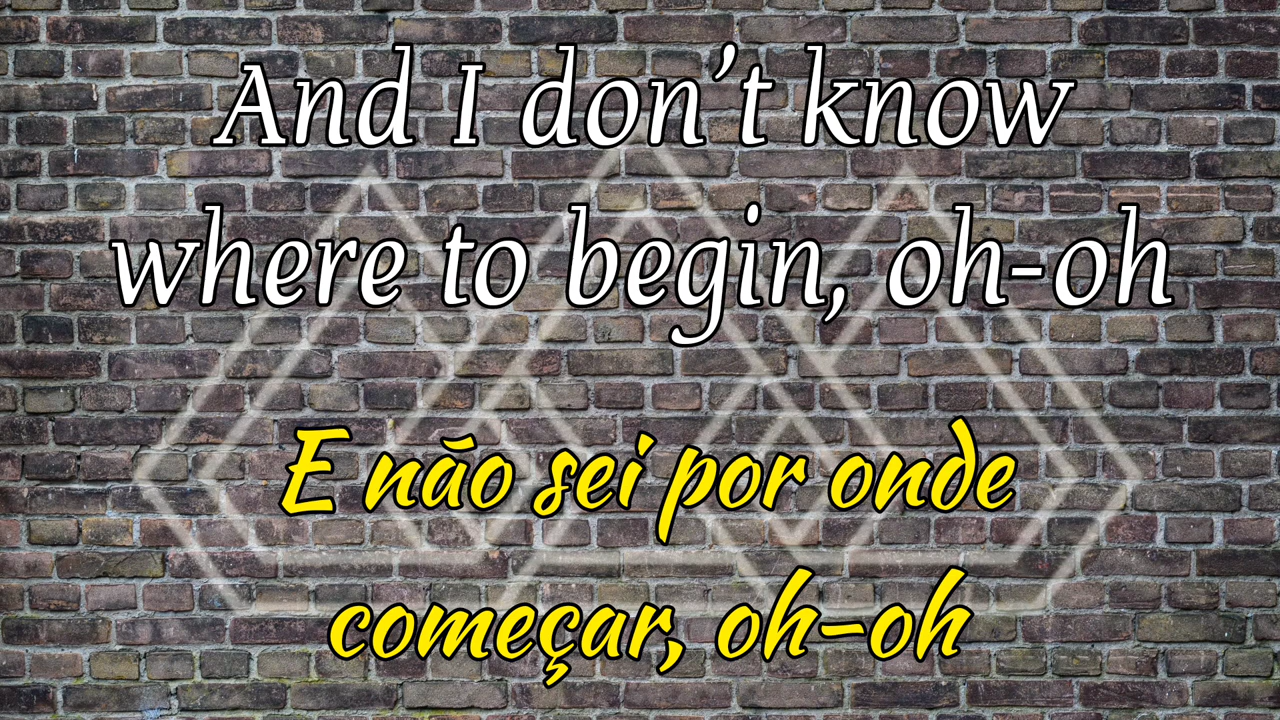 And I don’t know
where to begin, oh-oh
E não sei por onde
começar, oh-oh